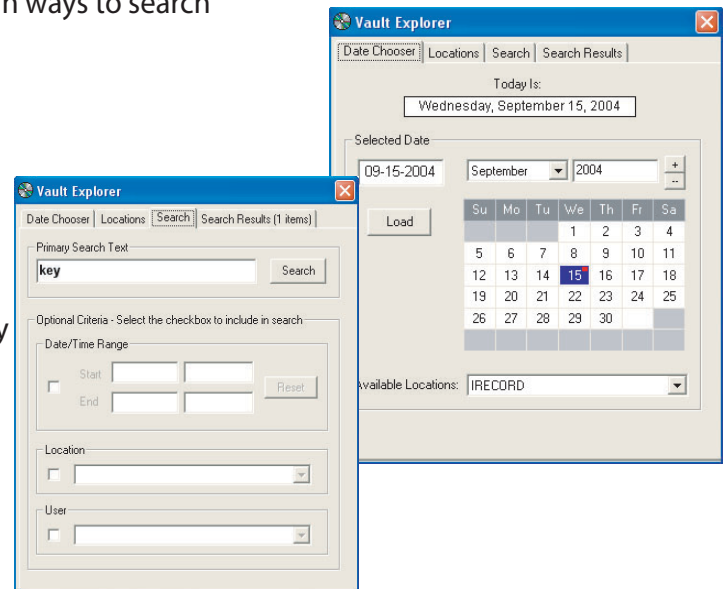 n ways to search
Vault Explorer
Date Chooser Locations Search Search Results
Today Is:
Wednesday, September 15, 2004
Selected Date
09-15-2004 September 2004 + --
Load
Su Mo Tu We Th Fr Sa
1 2 3 4
5 6 7 8 9 10 11
12 13 14 15 16 17 18
19 20 21 22 23 24 25
26 27 28 29 30
Available Locations: IRECORD
y
Vault Explorer
Date Chooser Locations Search Search Results (1 items)
Primary Search Text
key Search
Optional Criteria - Select the checkbox to include in search
Date/Time Range
Start
Reset
End
Location
User